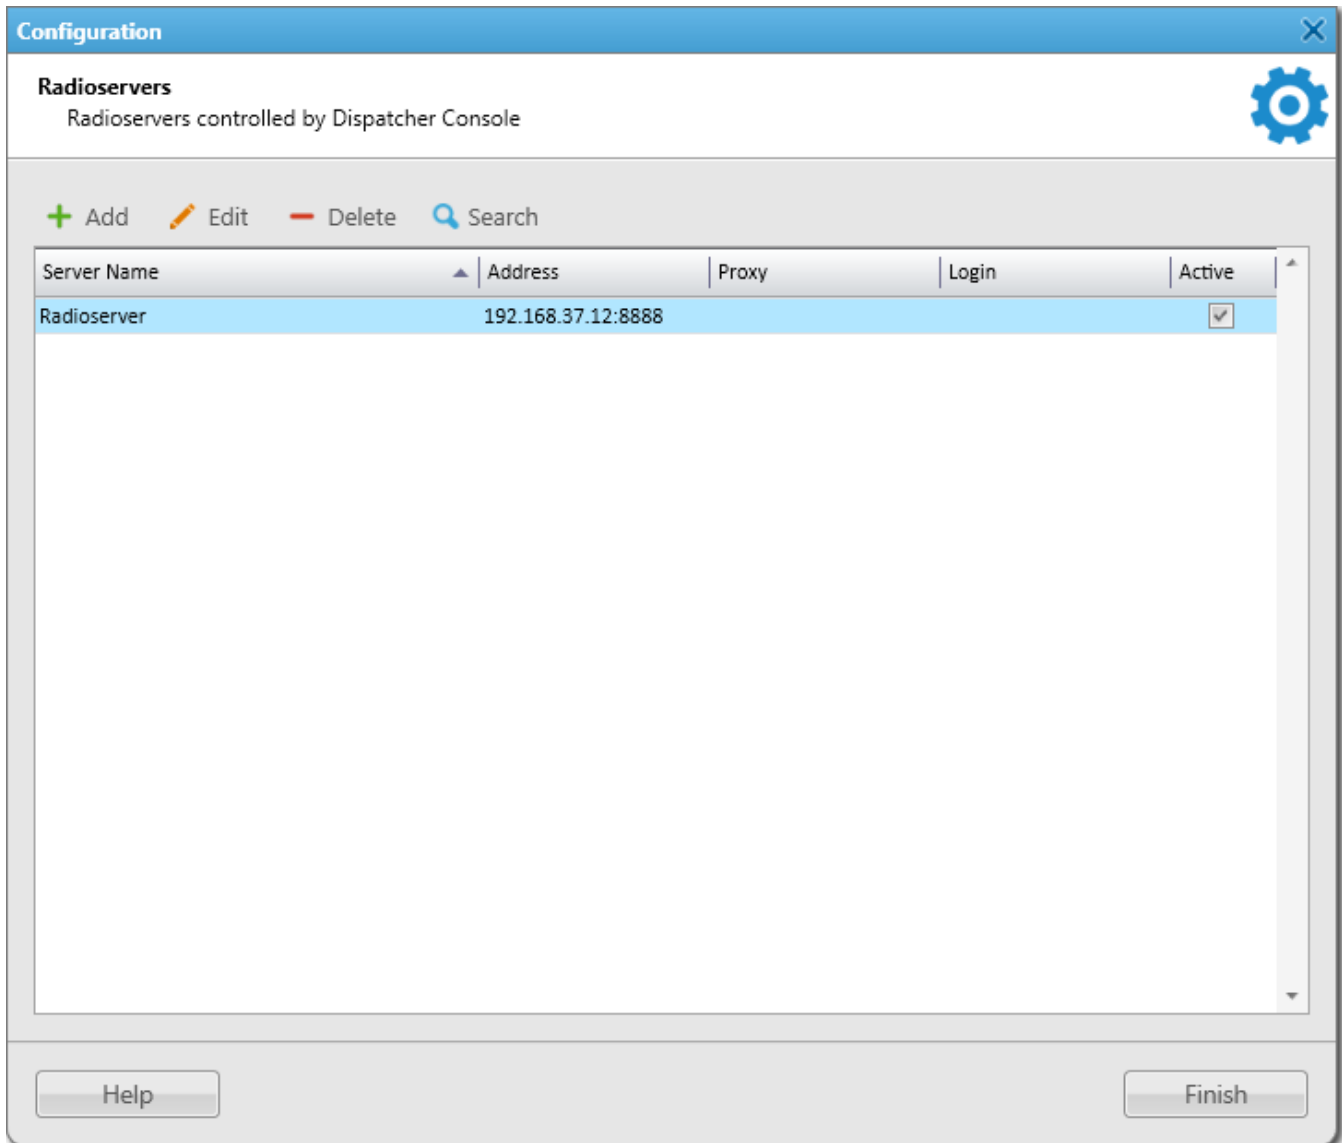 Configuration
Radioservers
Radioservers controlled by Dispatcher Console
Add Edit Delete Search
Server Name Address Proxy Login Active
Radioserver 192.168.37.12:8888
Help Finish